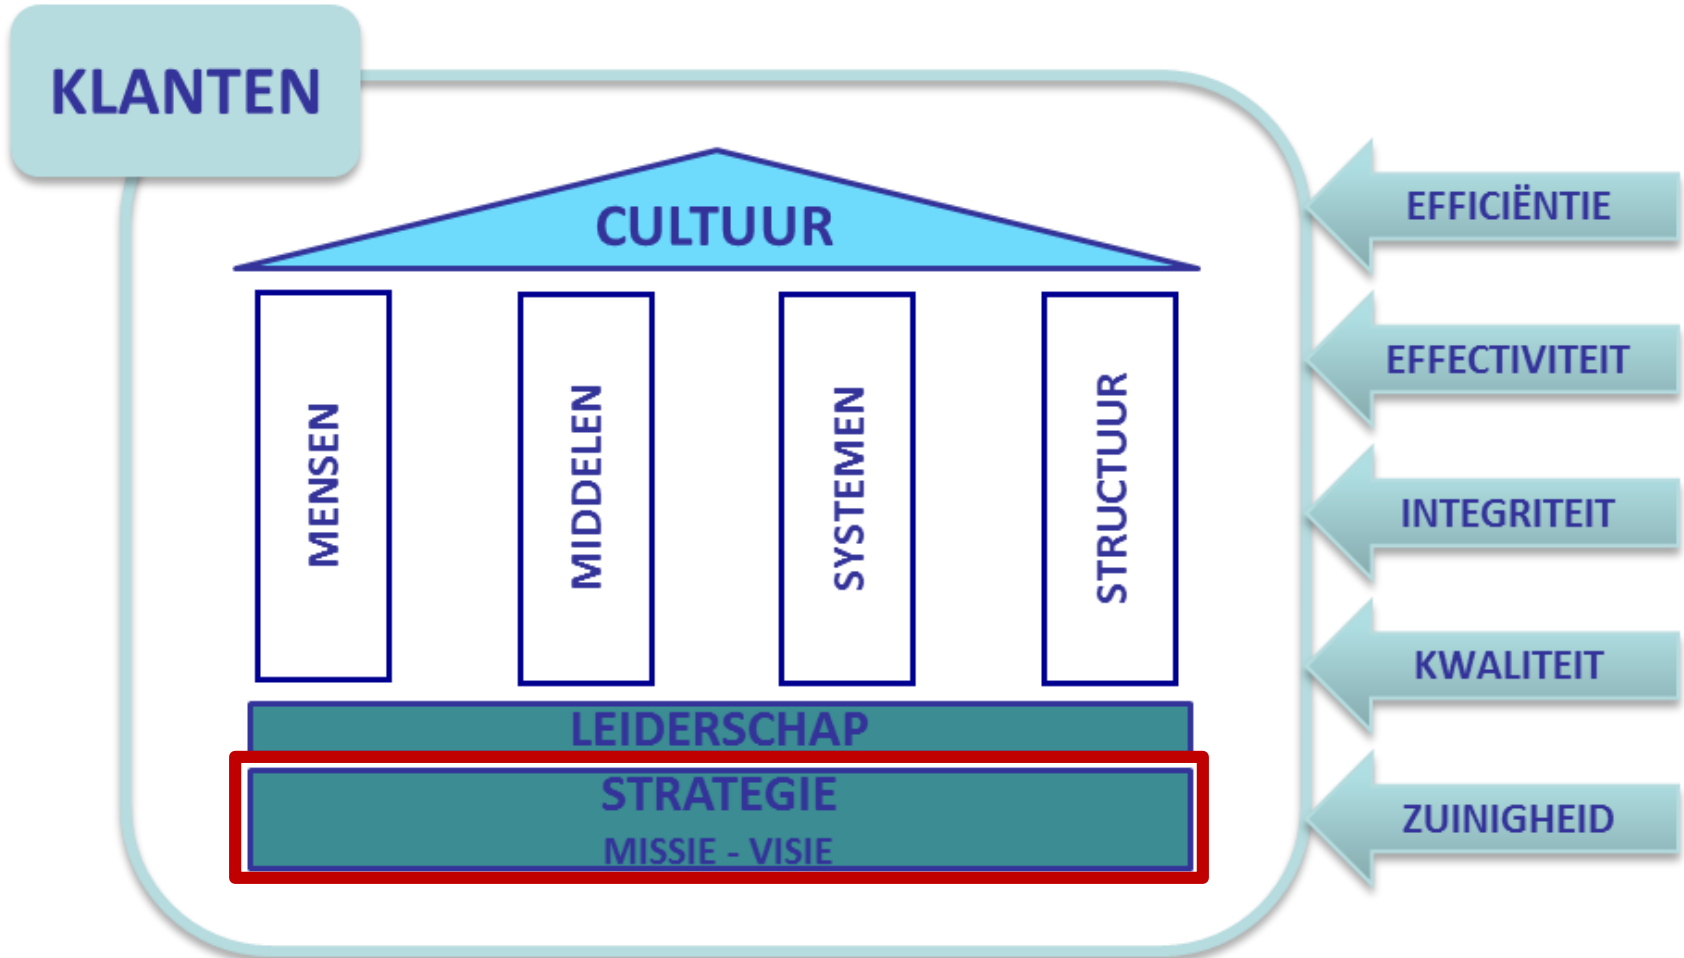 KLANTEN
CULTUUR
MENSEN
MIDDELEN
SYSTEMEN
STRUCTUUR
LEIDERSCHAP
STRATEGIE
MISSIE - VISIE
EFFICIËNTIE
EFFECTIVITEIT
INTEGRITEIT
KWALITEIT
ZUINIGHEID